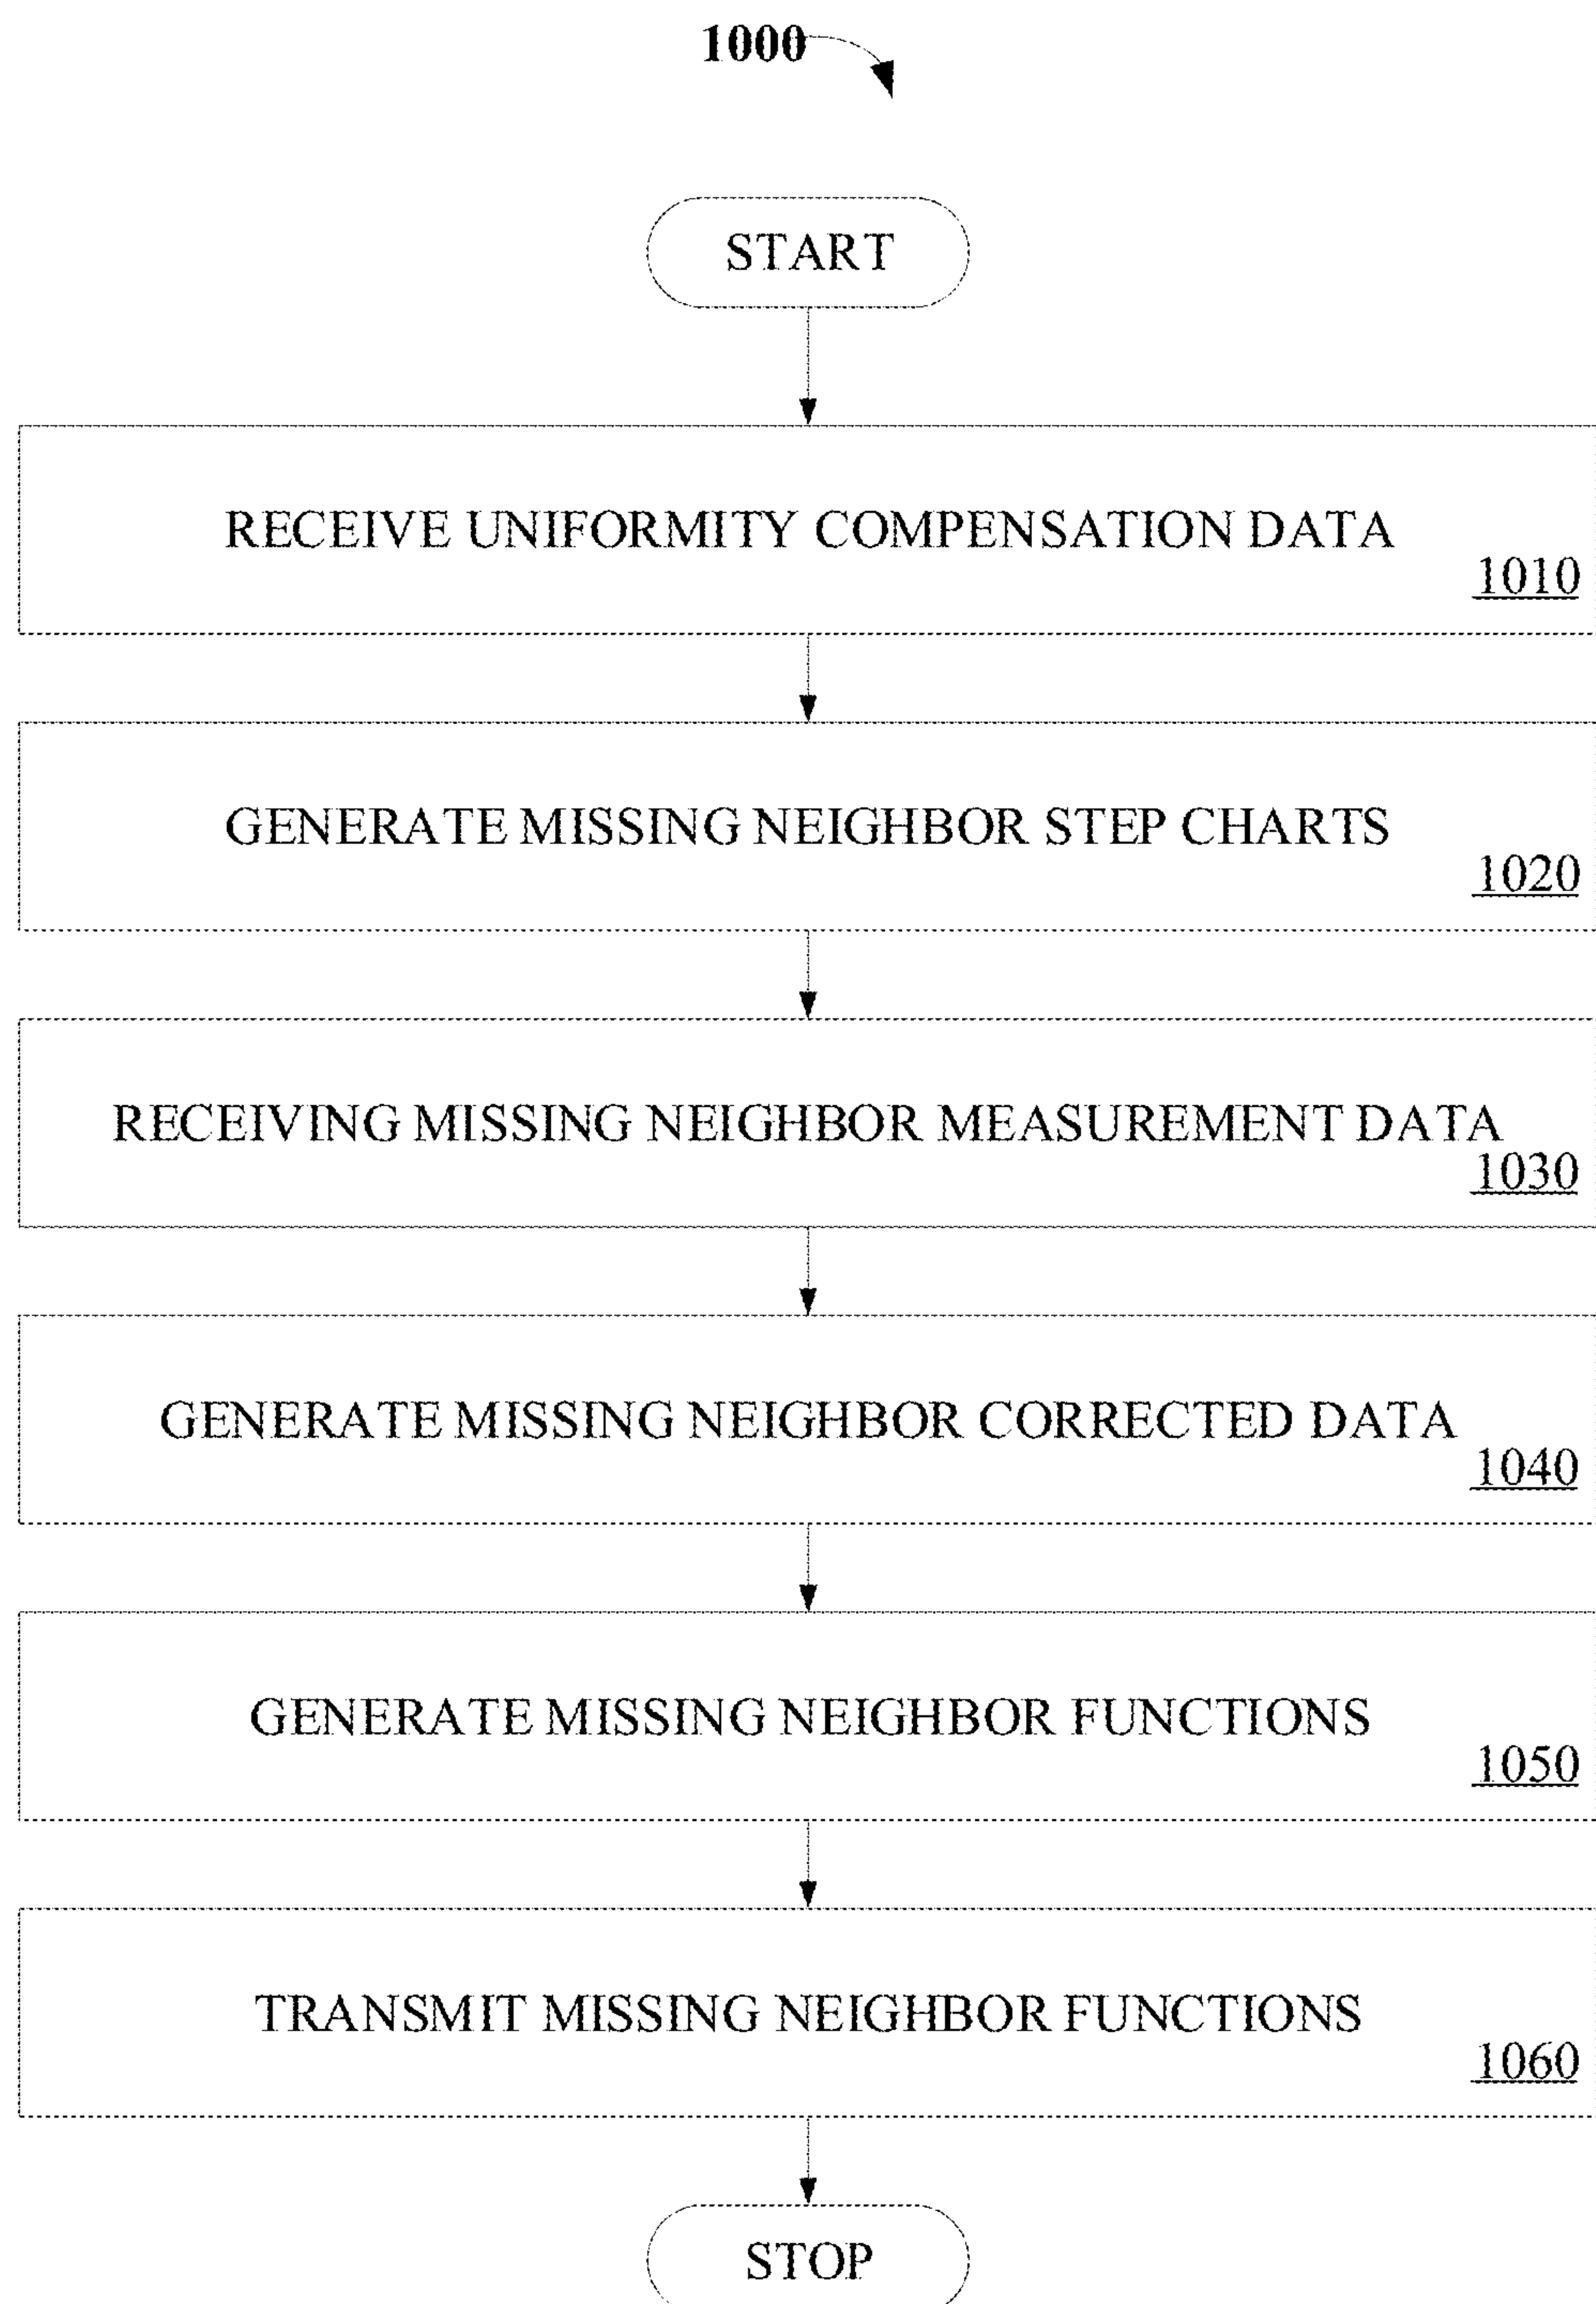 1000
START
RECEIVE UNIFORMITY COMPENSATION DATA
1010
GENERATE MISSING NEIGHBOR STEP CHARTS
1020
RECEIVING MISSING NEIGHBOR MEASUREMENT DATA
1030
GENERATE MISSING NEIGHBOR CORRECTED DATA
1040
GENERATE MISSING NEIGHBOR FUNCTIONS
1050
TRANSMIT MISSING NEIGHBOR FUNCTIONS
1060
STOP